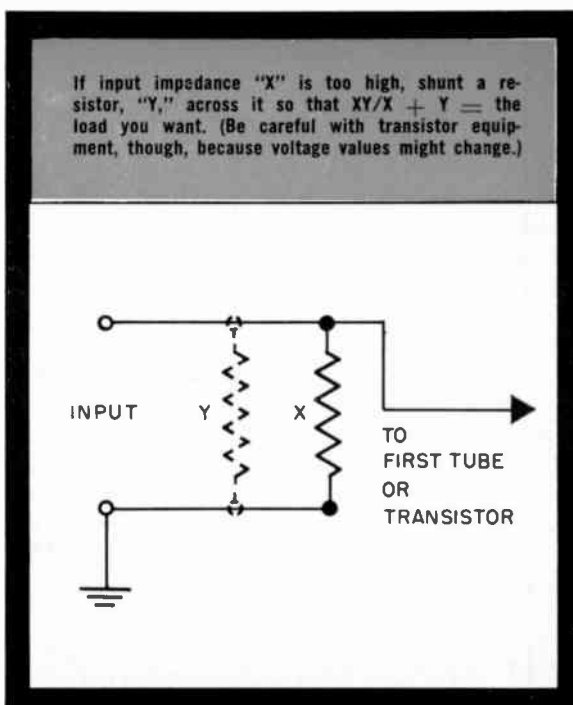 If input impedance "X" is too high, shunt a re-
sistor, "Y," across it so that XY/X + Y = the
load you want. (Be careful with transistor equip-
ment, though, because voltage values might change.)
INPUT
Y
X
TO
FIRST TUBE
OR
TRANSISTOR